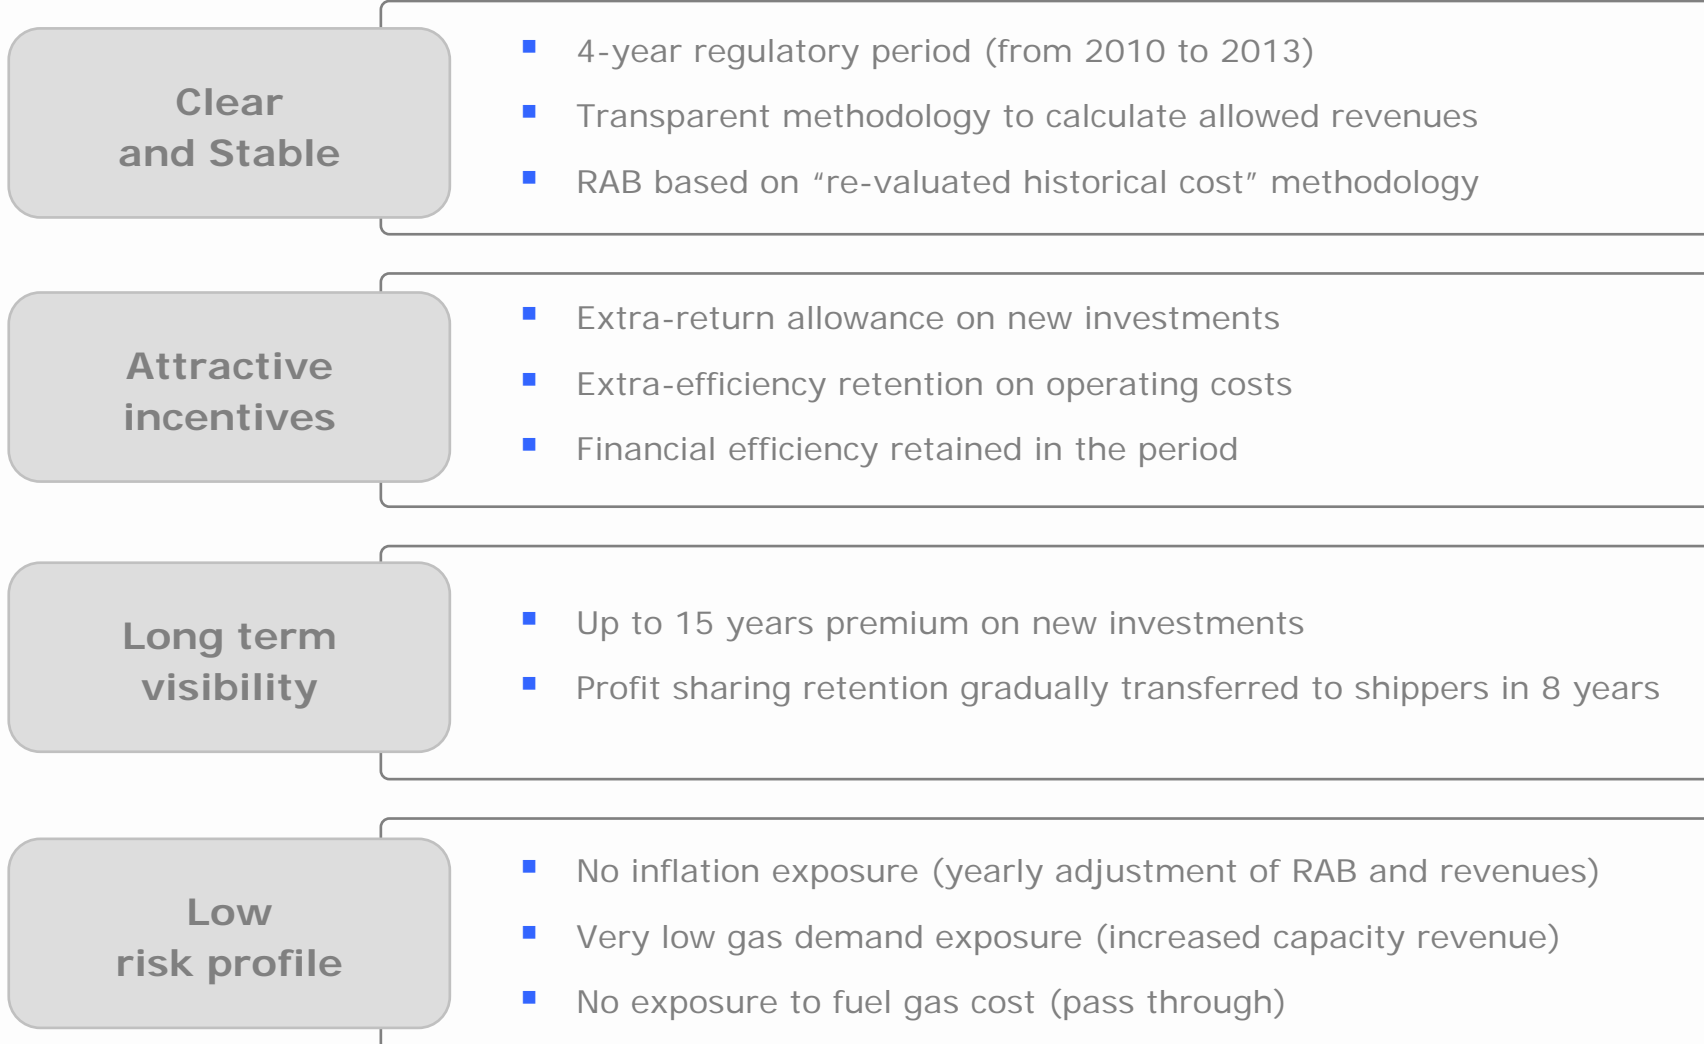 Clear
and Stable
4-year regulatory period (from 2010 to 2013)
Transparent methodology to calculate allowed revenues
RAB based on “re-valuated historical cost” methodology
Attractive
incentives
Extra-return allowance on new investments
Extra-efficiency retention on operating costs
Financial efficiency retained in the period
Long term
visibility
Up to 15 years premium on new investments
Profit sharing retention gradually transferred to shippers in 8 years
Low
risk profile
No inflation exposure (yearly adjustment of RAB and revenues)
Very low gas demand exposure (increased capacity revenue)
No exposure to fuel gas cost (pass through)